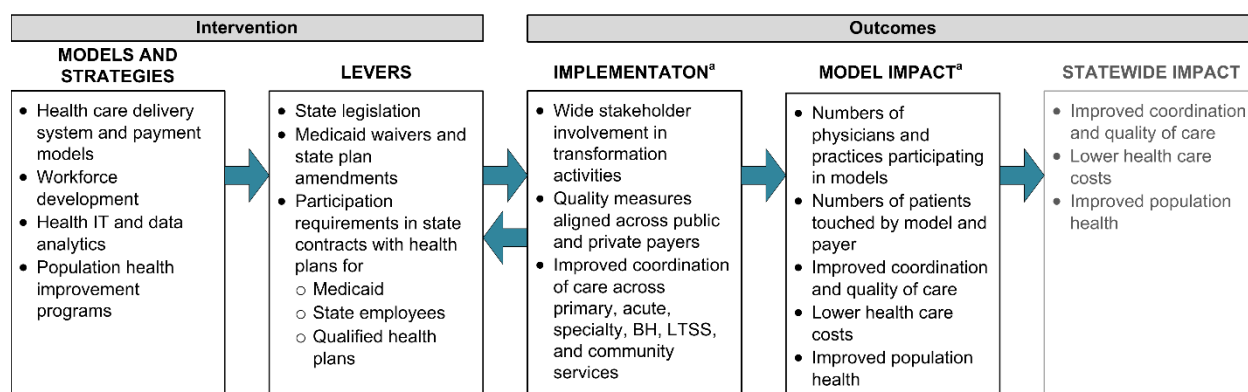 Intervention
Outcomes
MODELS AND
STRATEGIES
• Health care delivery
system and payment
models
• Workforce
development
• Health IT and data
analytics
• Population health
improvement
programs
LEVERS
• State legislation
• Medicaid waivers and
state plan
amendments
• Participation
requirements in state
contracts with health
plans for
○ Medicaid
○ State employees
○ Qualified health
plans
IMPLEMENTATONᵃ
• Wide stakeholder
involvement in
transformation
activities
• Quality measures
aligned across public
and private payers
• Improved coordination
of care across
primary, acute,
specialty, BH, LTSS,
and community
services
MODEL IMPACTᵃ
• Numbers of
physicians and
practices participating
in models
• Numbers of patients
touched by model and
payer
• Improved coordination
and quality of care
• Lower health care
costs
• Improved population
health
STATEWIDE IMPACT
• Improved coordination
and quality of care
• Lower health care
costs
• Improved population
health